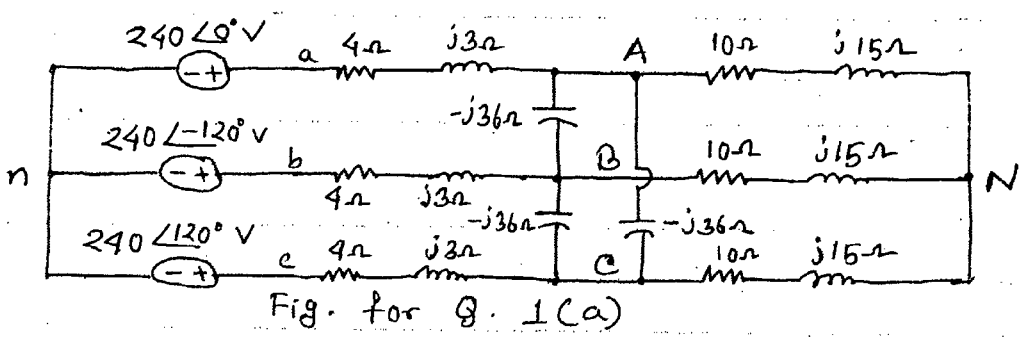 240∠0° V a 4Ω j3Ω A 10Ω j15Ω
-j36Ω
240∠-120° V b 4Ω j3Ω B 10Ω j15Ω
n N
-j36Ω -j36Ω
240∠120° V c 4Ω j3Ω C 10Ω j15Ω
Fig. for Q. 1(a)